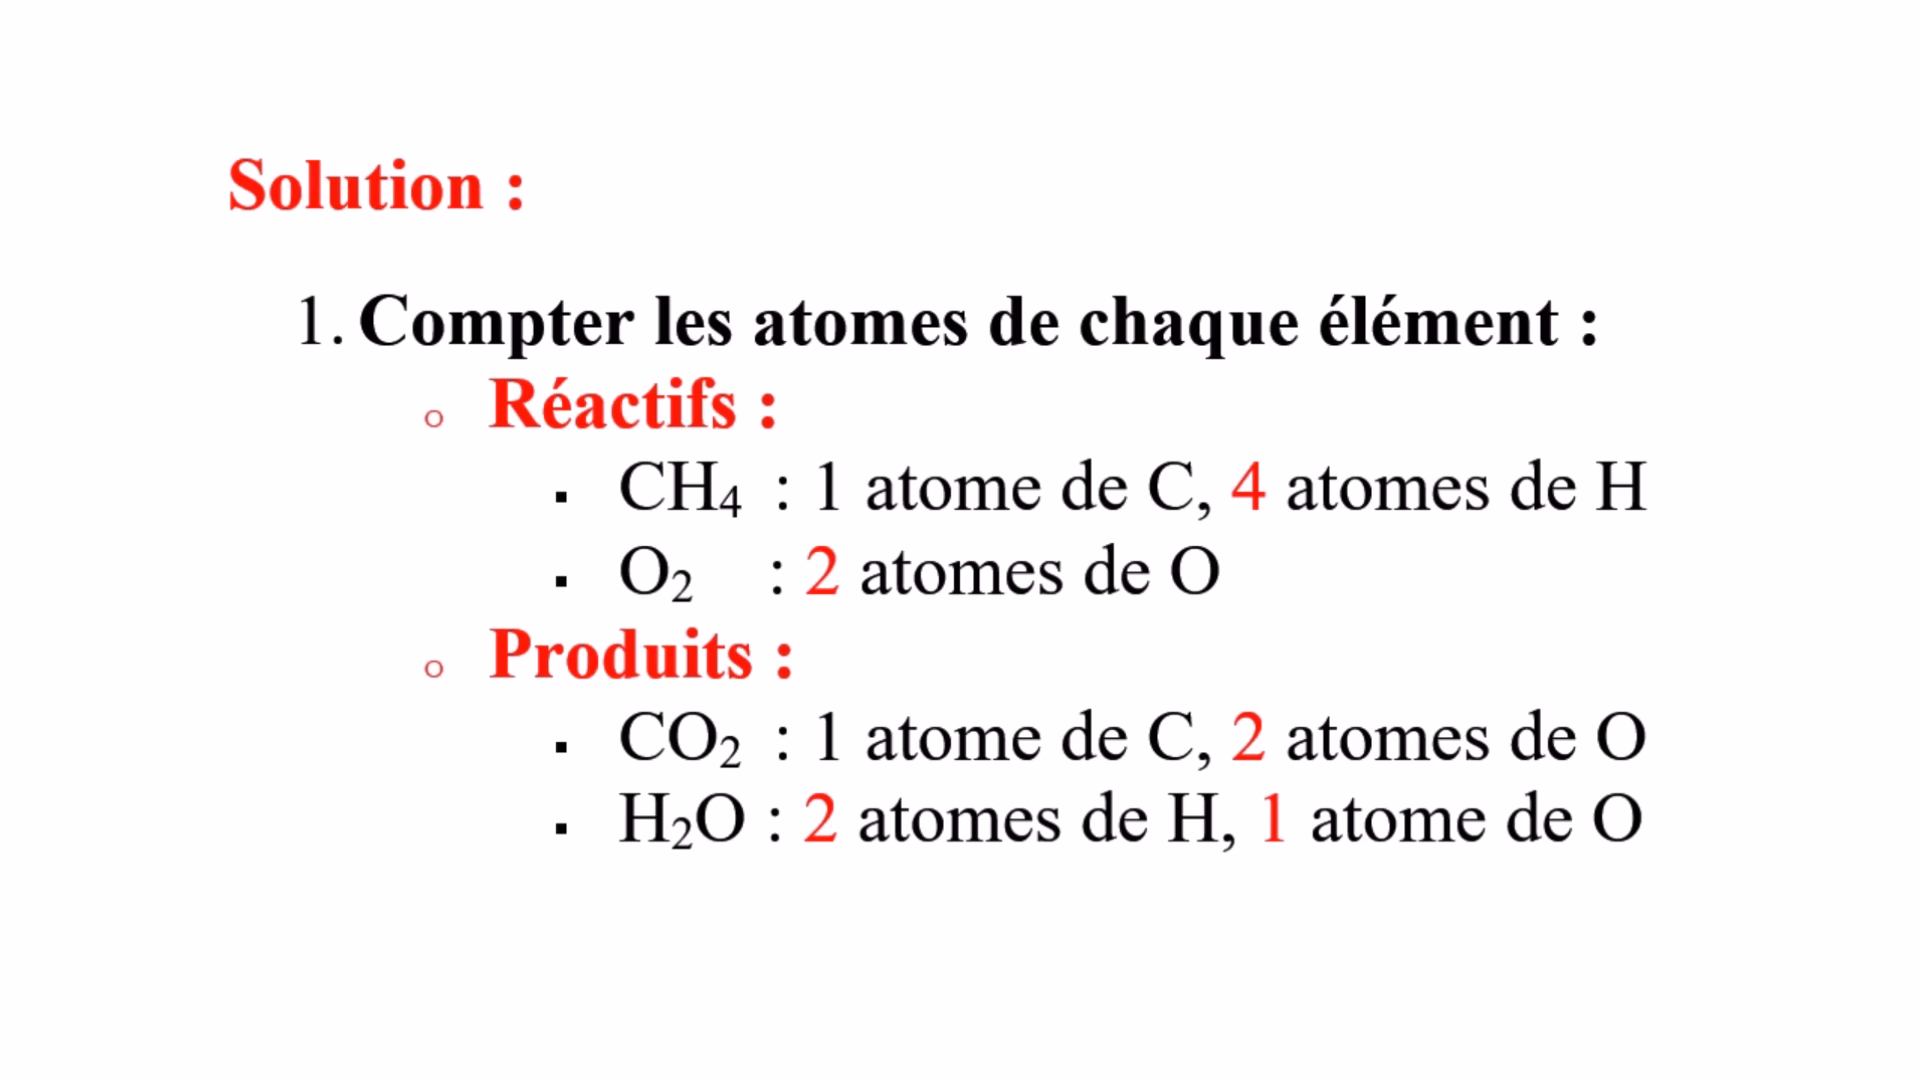 Solution :
1. Compter les atomes de chaque élément :
o Réactifs :
▪ CH₄ : 1 atome de C, 4 atomes de H
▪ O₂ : 2 atomes de O
o Produits :
▪ CO₂ : 1 atome de C, 2 atomes de O
▪ H₂O : 2 atomes de H, 1 atome de O